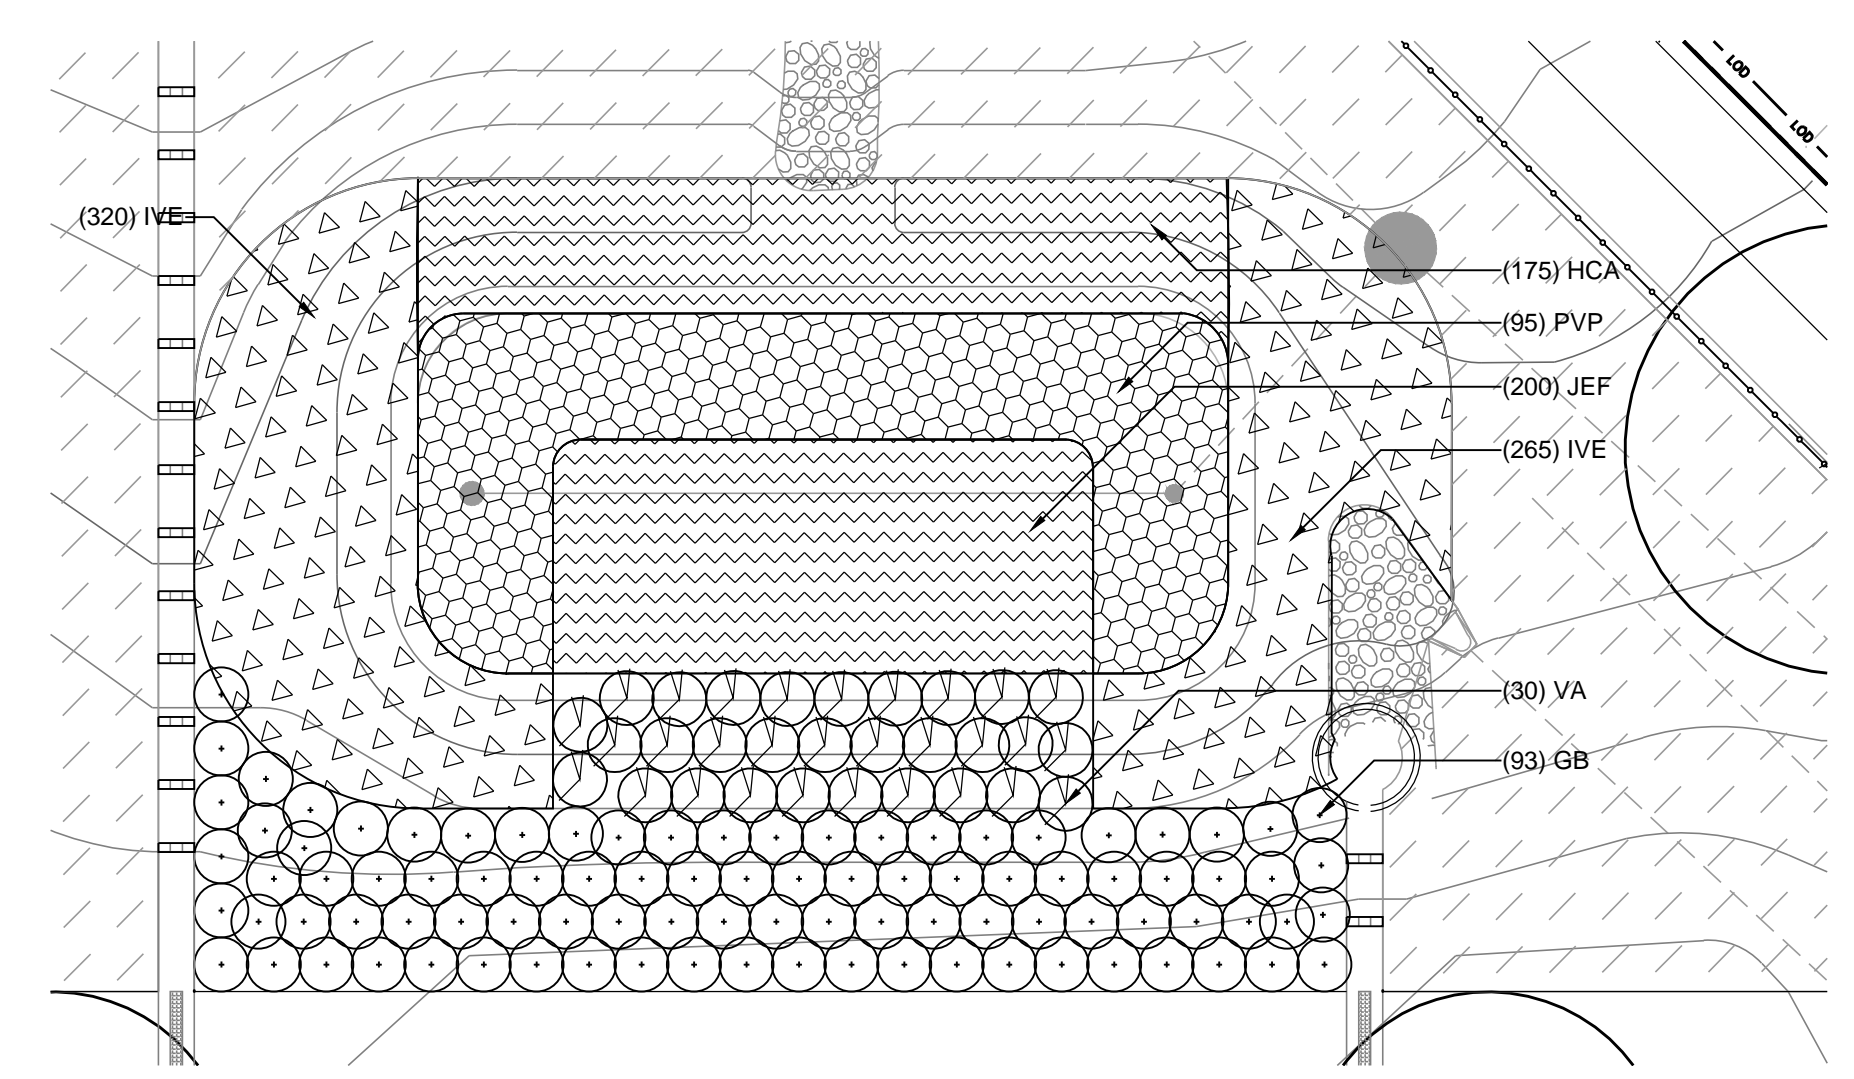 LOD
LOD
(320) IVE
(175) HCA
(95) PVP
(200) JEF
(265) IVE
(30) VA
(93) GB